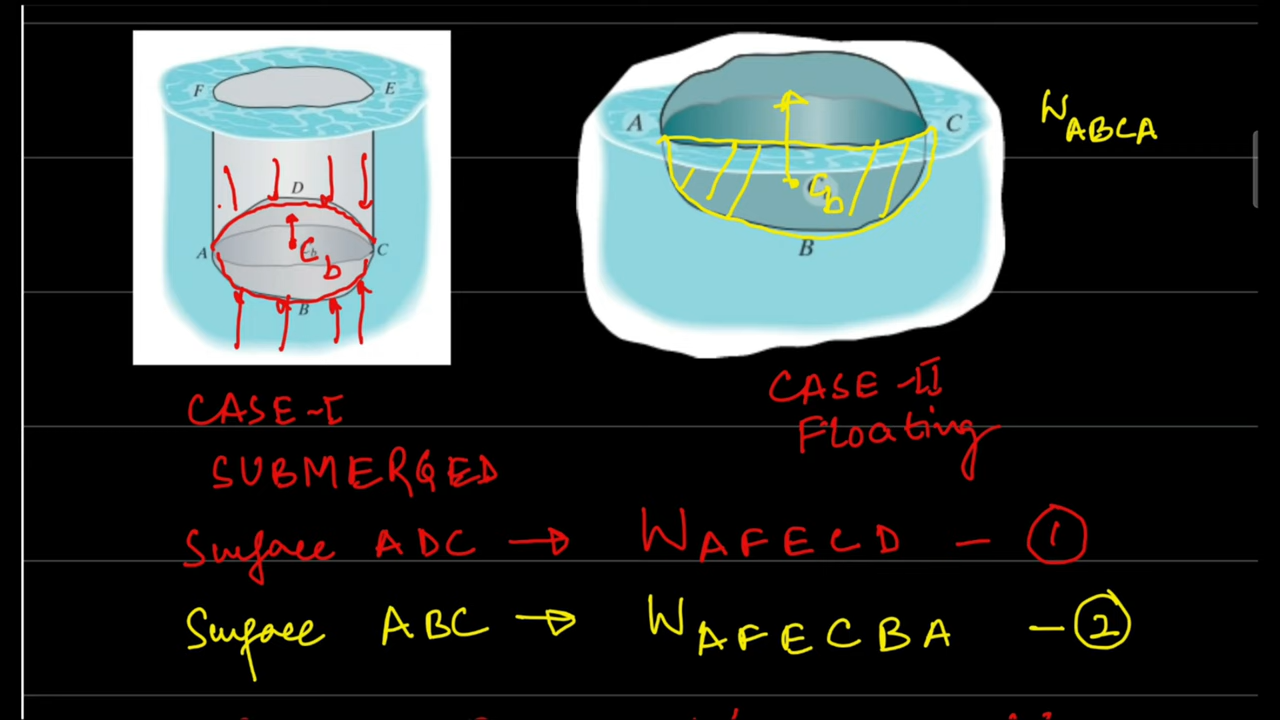 F E
D
A C
C_b
B
A C
C_b
B
W_ABCA
CASE-I
SUBMERGED
CASE-II
Floating
Surface ADC → W_AFECD - ①
Surface ABC → W_AFECBA - ②